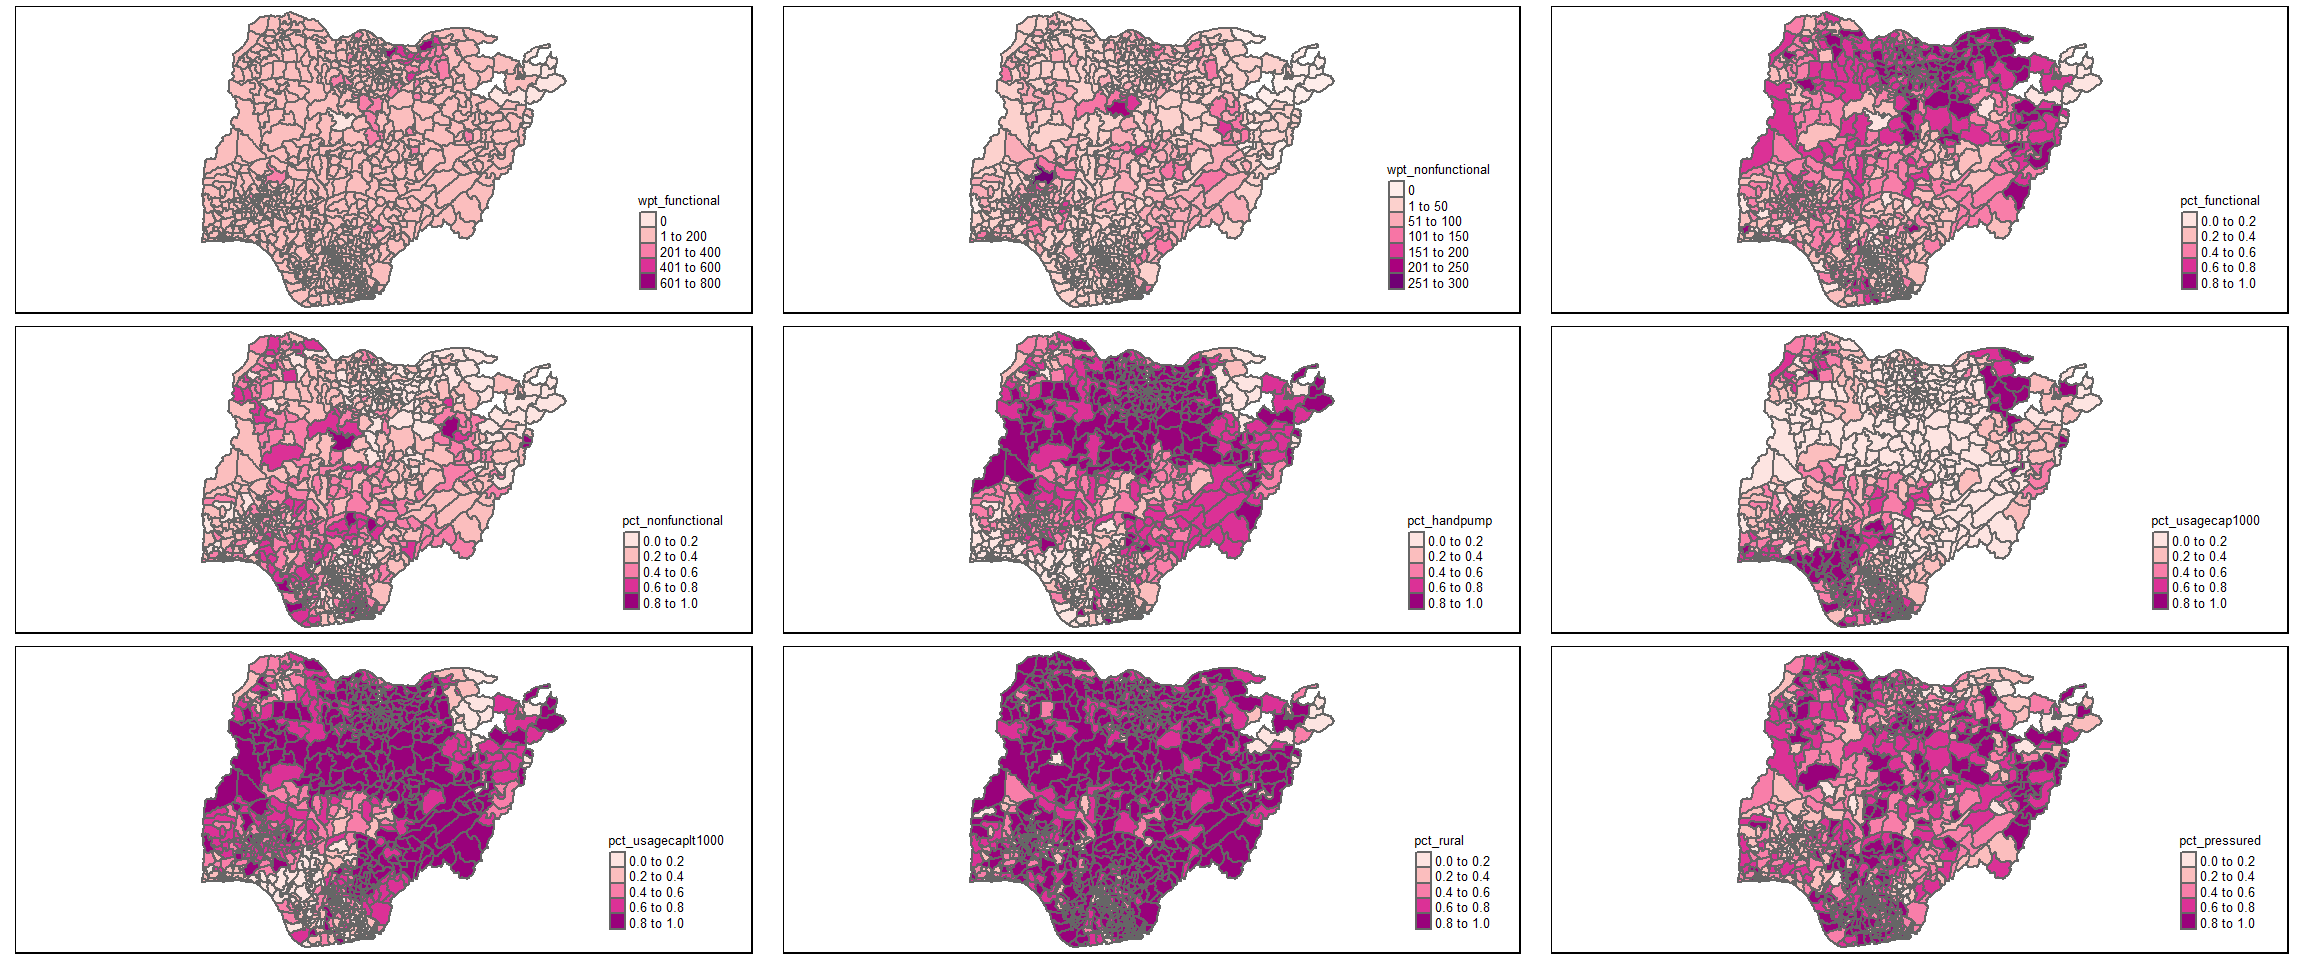 wpt_functional
0
1 to 200
201 to 400
401 to 600
601 to 800
wpt_nonfunctional
0
1 to 50
51 to 100
101 to 150
151 to 200
201 to 250
251 to 300
pct_functional
0.0 to 0.2
0.2 to 0.4
0.4 to 0.6
0.6 to 0.8
0.8 to 1.0
pct_nonfunctional
0.0 to 0.2
0.2 to 0.4
0.4 to 0.6
0.6 to 0.8
0.8 to 1.0
pct_handpump
0.0 to 0.2
0.2 to 0.4
0.4 to 0.6
0.6 to 0.8
0.8 to 1.0
pct_usagecap1000
0.0 to 0.2
0.2 to 0.4
0.4 to 0.6
0.6 to 0.8
0.8 to 1.0
pct_usagecaplt1000
0.0 to 0.2
0.2 to 0.4
0.4 to 0.6
0.6 to 0.8
0.8 to 1.0
pct_rural
0.0 to 0.2
0.2 to 0.4
0.4 to 0.6
0.6 to 0.8
0.8 to 1.0
pct_pressured
0.0 to 0.2
0.2 to 0.4
0.4 to 0.6
0.6 to 0.8
0.8 to 1.0